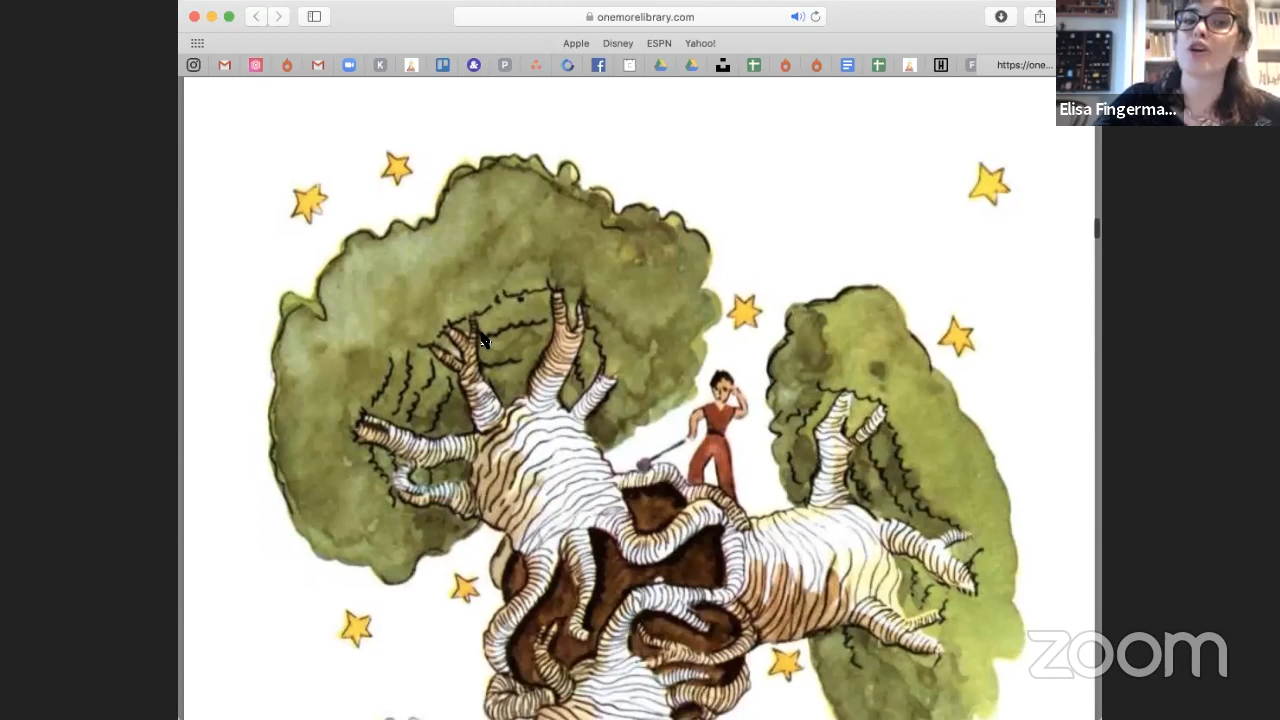 onemorelibrary.com
Apple Disney ESPN Yahoo!
K P H F https://one...
Elisa Fingerma...
zoom